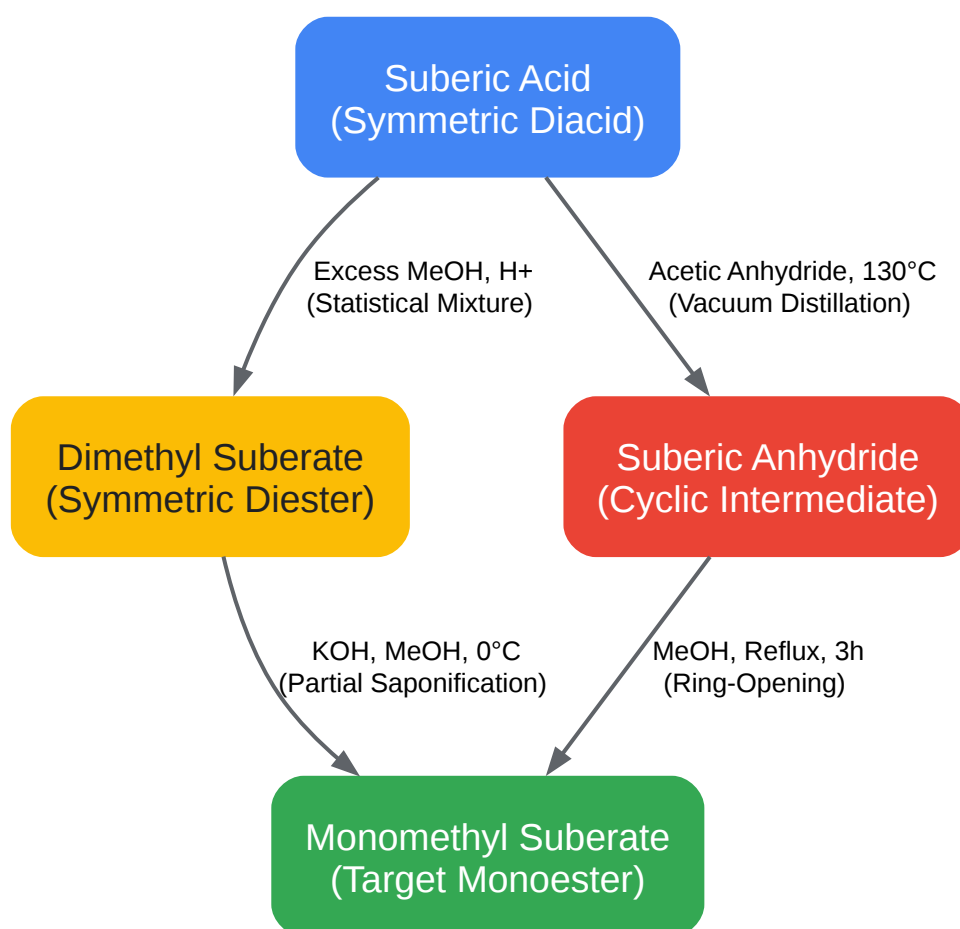 Suberic Acid
(Symmetric Diacid)
Excess MeOH, H+
(Statistical Mixture)
Acetic Anhydride, 130°C
(Vacuum Distillation)
Dimethyl Suberate
(Symmetric Diester)
Suberic Anhydride
(Cyclic Intermediate)
KOH, MeOH, 0°C
(Partial Saponification)
MeOH, Reflux, 3h
(Ring-Opening)
Monomethyl Suberate
(Target Monoester)